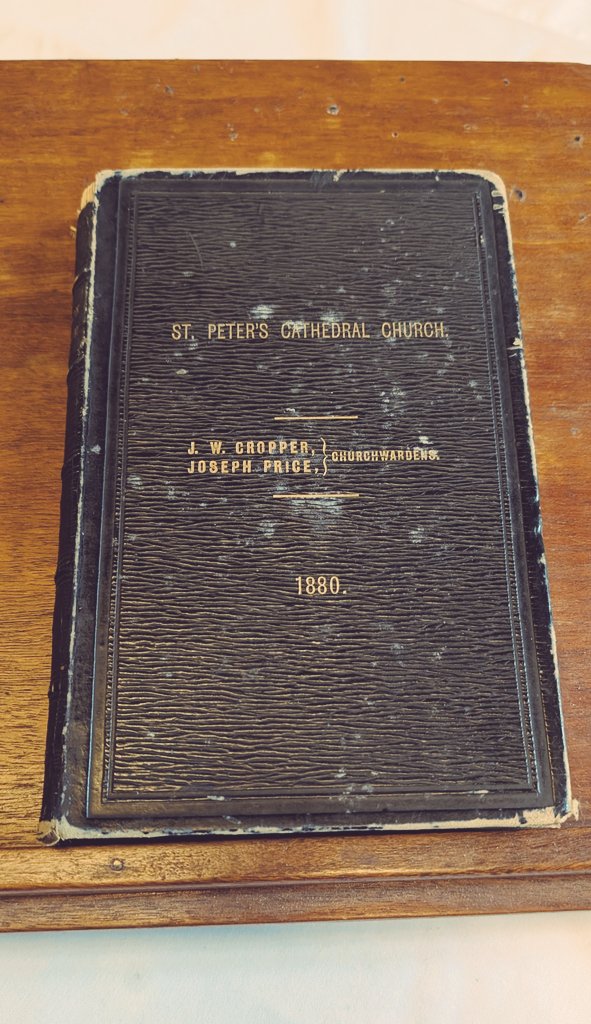 ST. PETER'S CATHEDRAL CHURCH.
J. W. CROPPER,
JOSEPH PRICE,
} CHURCHWARDENS.
1880.